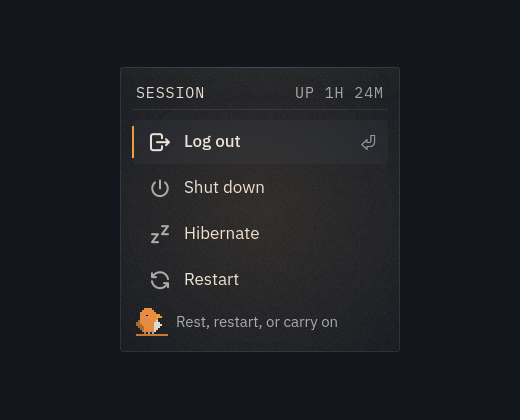 SESSION UP 1H 24M
Log out
Shut down
Hibernate
Restart
Rest, restart, or carry on